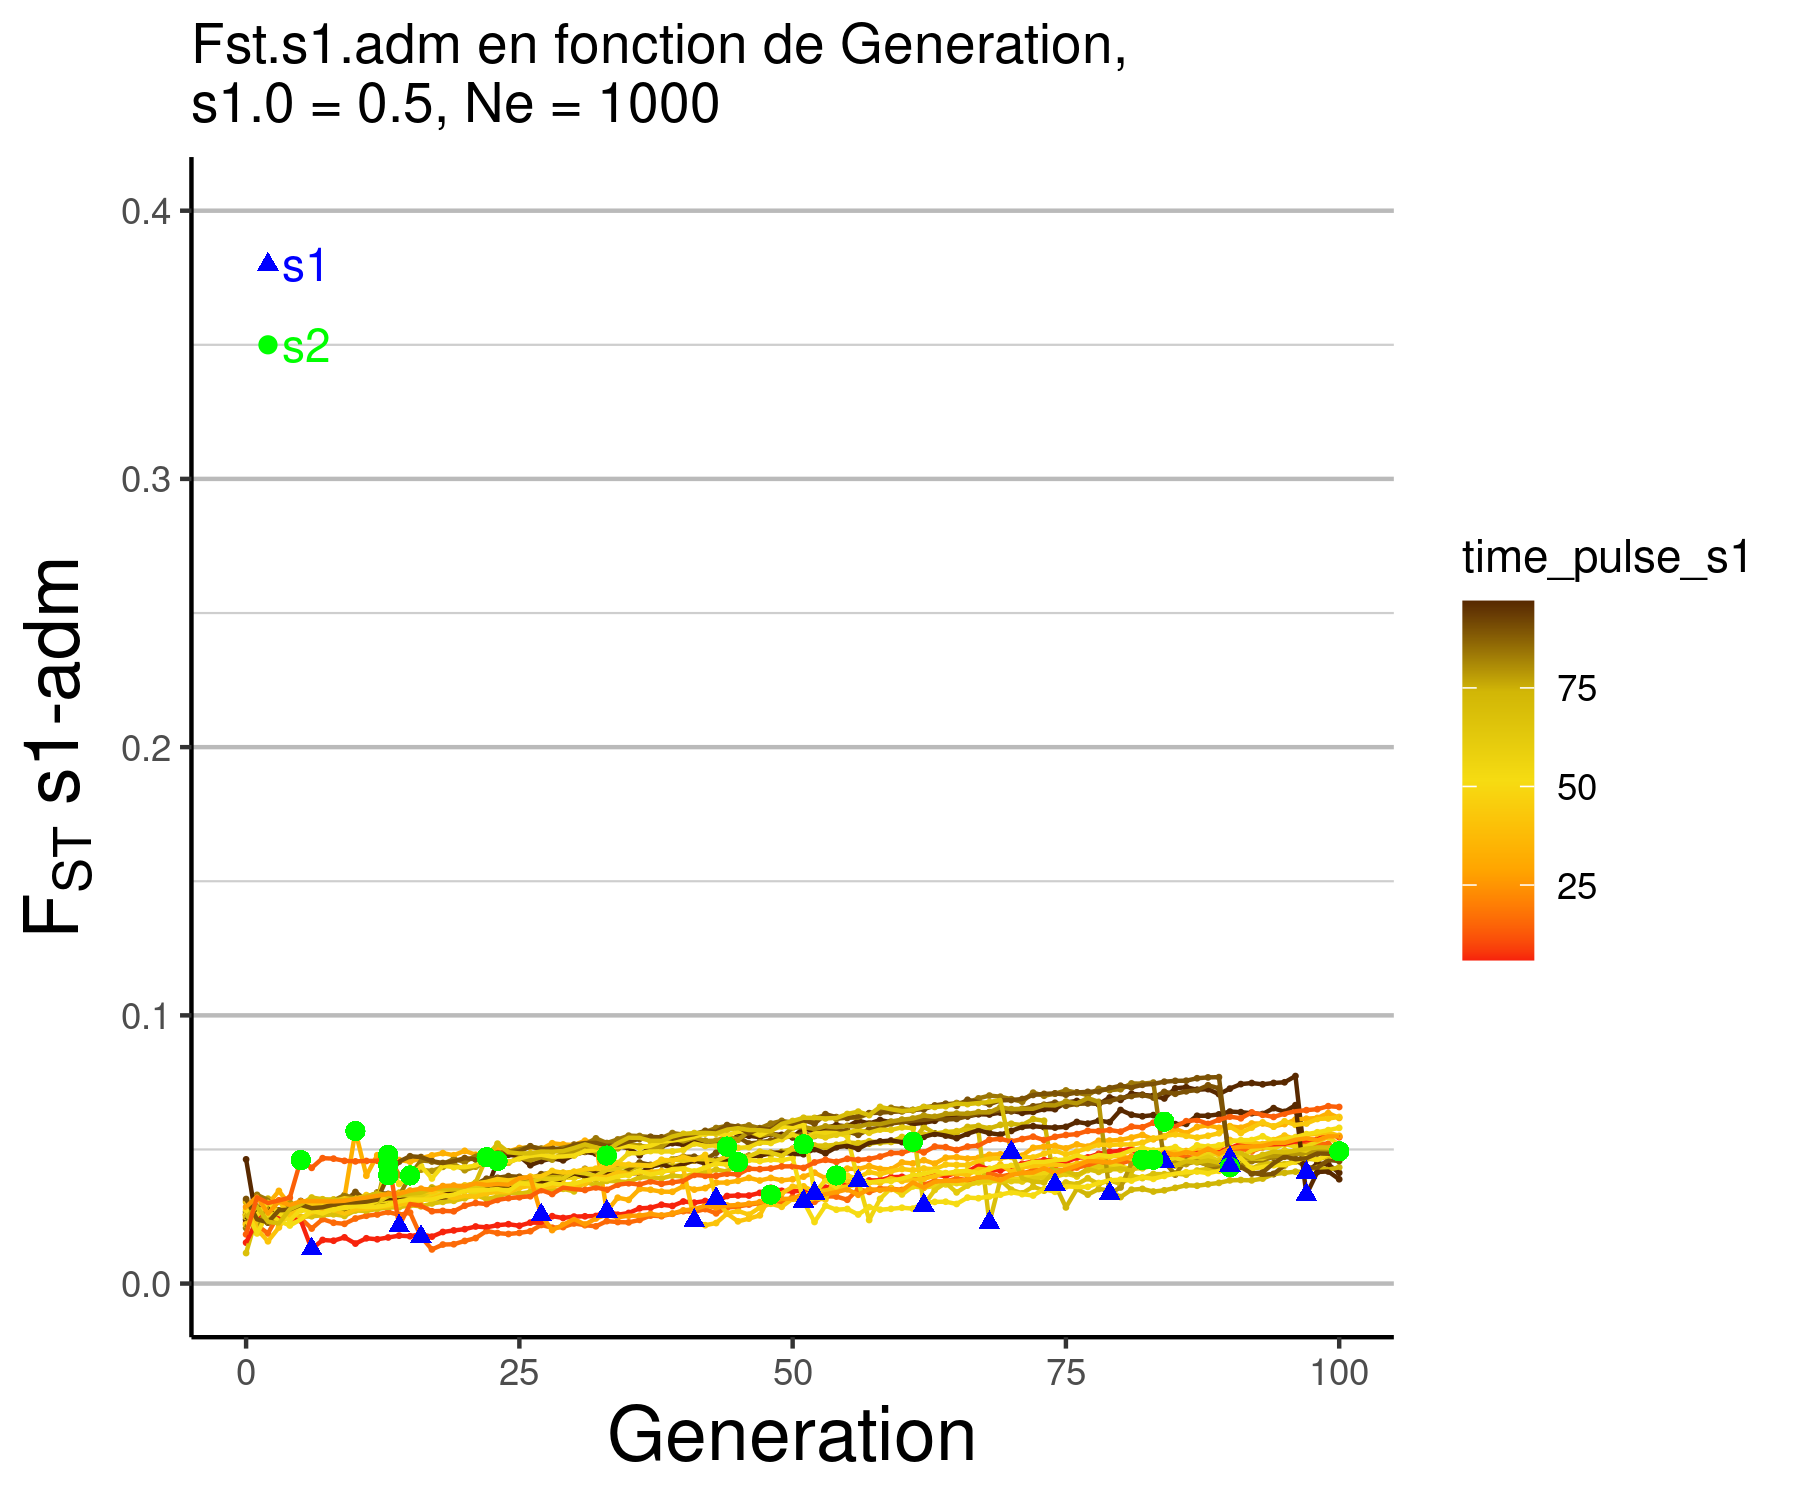 Fst.s1.adm en fonction de Generation,
s1.0 = 0.5, Ne = 1000
0.4
s1
s2
0.3
0.2
0.1
0.0
FST s1-adm
0 25 50 75 100
Generation
time_pulse_s1
75
50
25